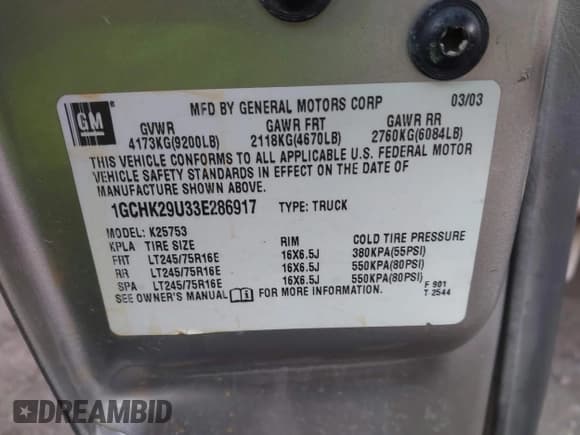 GM
MFD BY GENERAL MOTORS CORP 03/03
GVWR GAWR FRT GAWR RR
4173KG(9200LB) 2118KG(4670LB) 2760KG(6084LB)
THIS VEHICLE CONFORMS TO ALL APPLICABLE U.S. FEDERAL MOTOR
VEHICLE SAFETY STANDARDS IN EFFECT ON THE DATE OF
MANUFACTURE SHOWN ABOVE.
1GCHK29U33E286917 TYPE: TRUCK
MODEL: K25753
KPLA TIRE SIZE RIM COLD TIRE PRESSURE
FRT LT245/75R16E 16X6.5J 380KPA(55PSI)
RR LT245/75R16E 16X6.5J 550KPA(80PSI)
SPA LT245/75R16E 16X6.5J 550KPA(80PSI)
SEE OWNER'S MANUAL FOR MORE INFORMATION. F 901
T 2544
DREAMBID